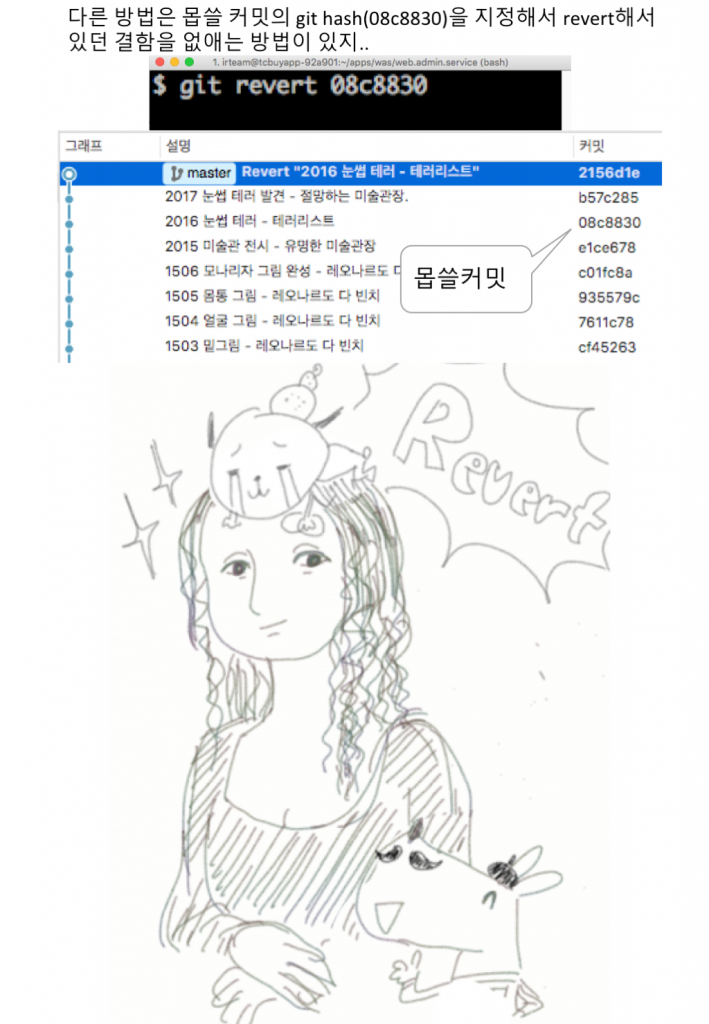 다른 방법은 몹쓸 커밋의 git hash(08c8830)을 지정해서 revert해서
있던 결함을 없애는 방법이 있지..
1. irteam@tcbuyapp-92a901:~/apps/was/web.admin.service (bash)
$ git revert 08c8830
그래프 설명 커밋
master Revert "2016 눈썹 테러 - 테러리스트" 2156d1e
2017 눈썹 테러 발견 - 절망하는 미술관장. b57c285
2016 눈썹 테러 - 테러리스트 08c8830
2015 미술관 전시 - 유명한 미술관장 e1ce678
1506 모나리자 그림 완성 - 레오나르도 다 c01fc8a
몹쓸커밋
1505 몸통 그림 - 레오나르도 다 빈치 935579c
1504 얼굴 그림 - 레오나르도 다 빈치 7611c78
1503 밑그림 - 레오나르도 다 빈치 cf45263
Revert